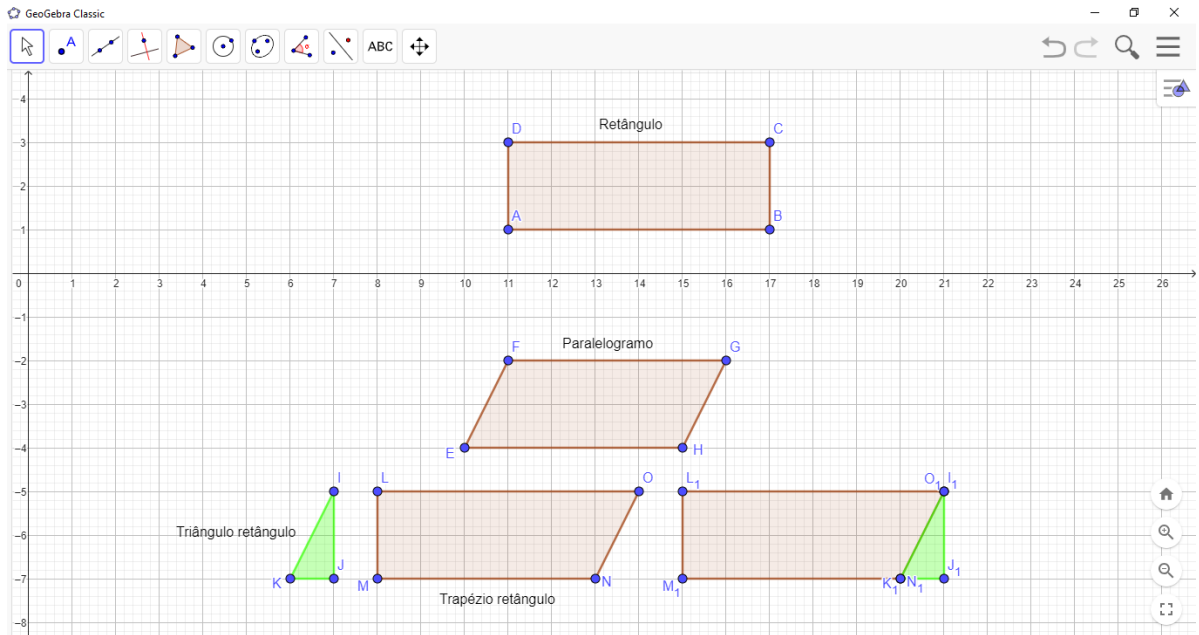 GeoGebra Classic
A
ABC
4
3
2
1
0 1 2 3 4 5 6 7 8 9 10 11 12 13 14 15 16 17 18 19 20 21 22 23 24 25 26
−1
−2
−3
−4
−5
−6
−7
−8
D Retângulo C
A B
F Paralelogramo G
E H
I L O L₁ O₁ I₁
Triângulo retângulo
K J M N M₁ K₁ N₁ J₁
Trapézio retângulo